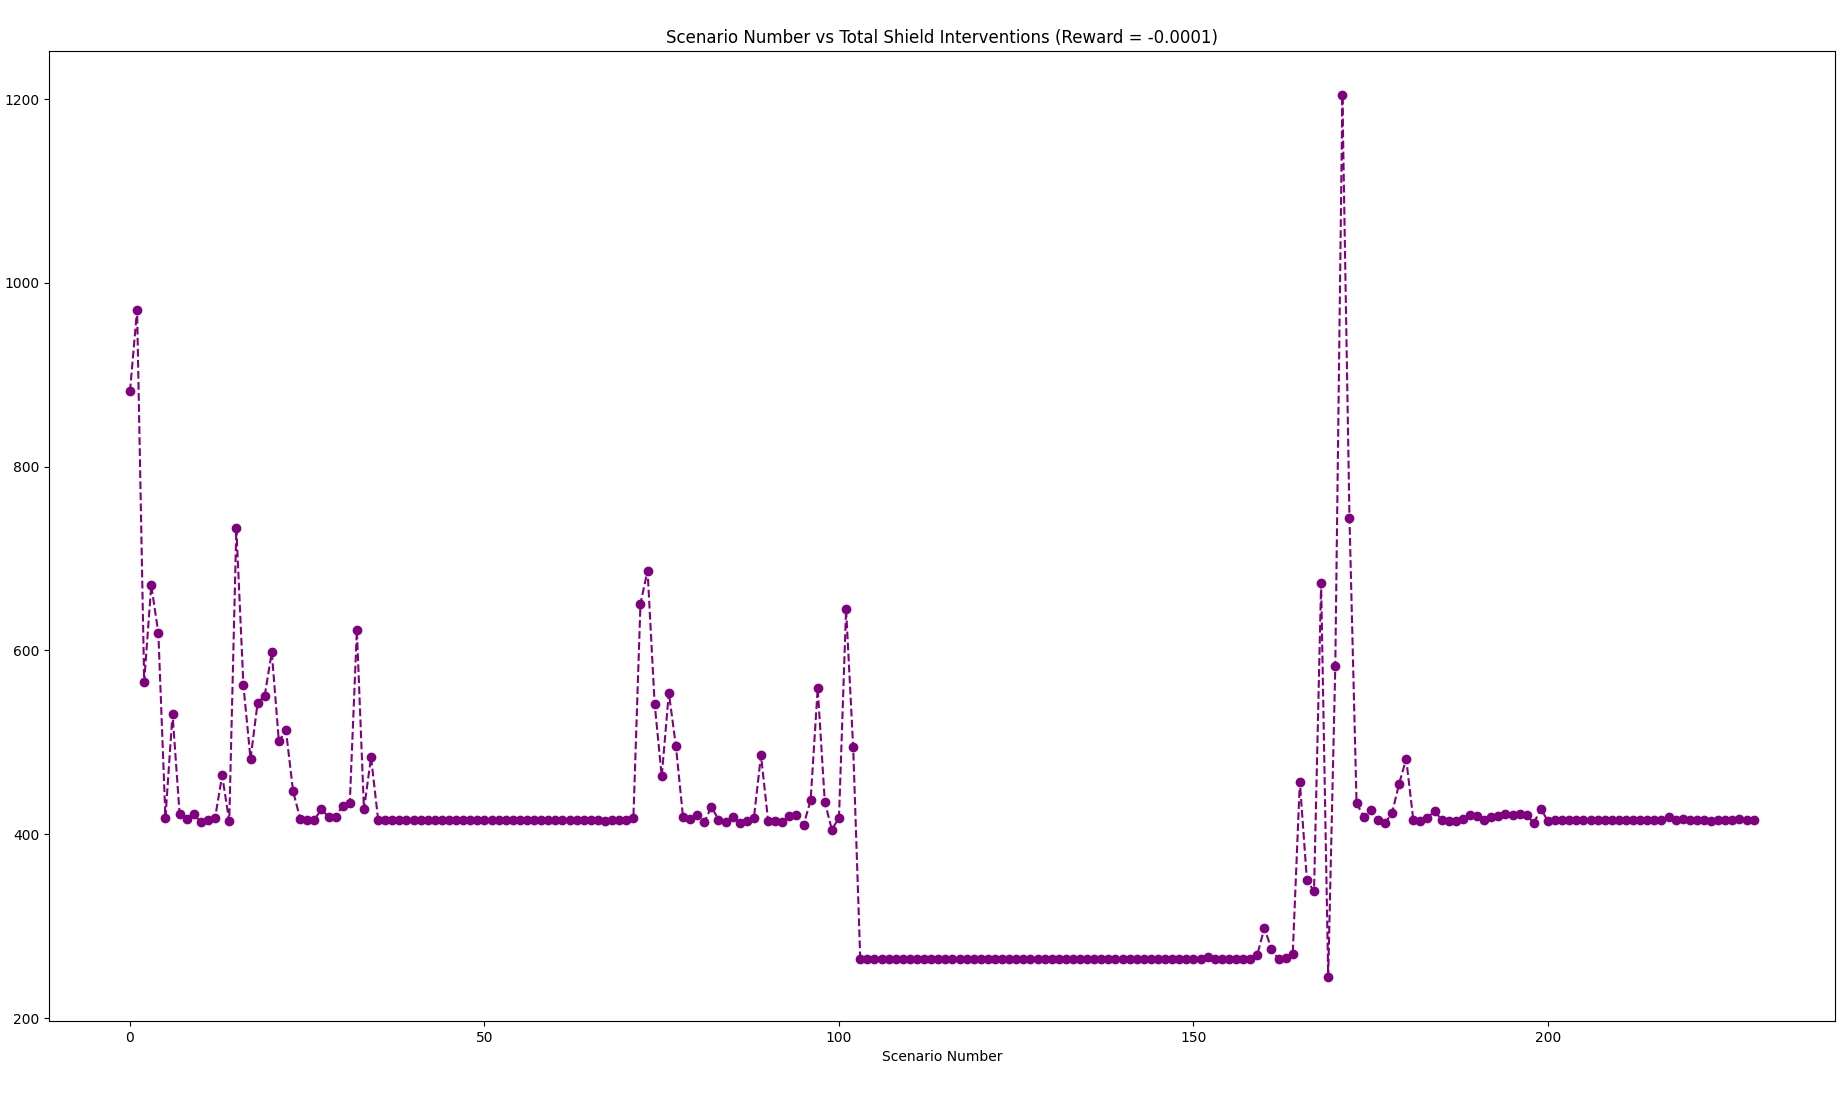 Scenario Number vs Total Shield Interventions (Reward = -0.0001)
1200
1000
800
600
400
200
0 50 100 150 200
Scenario Number